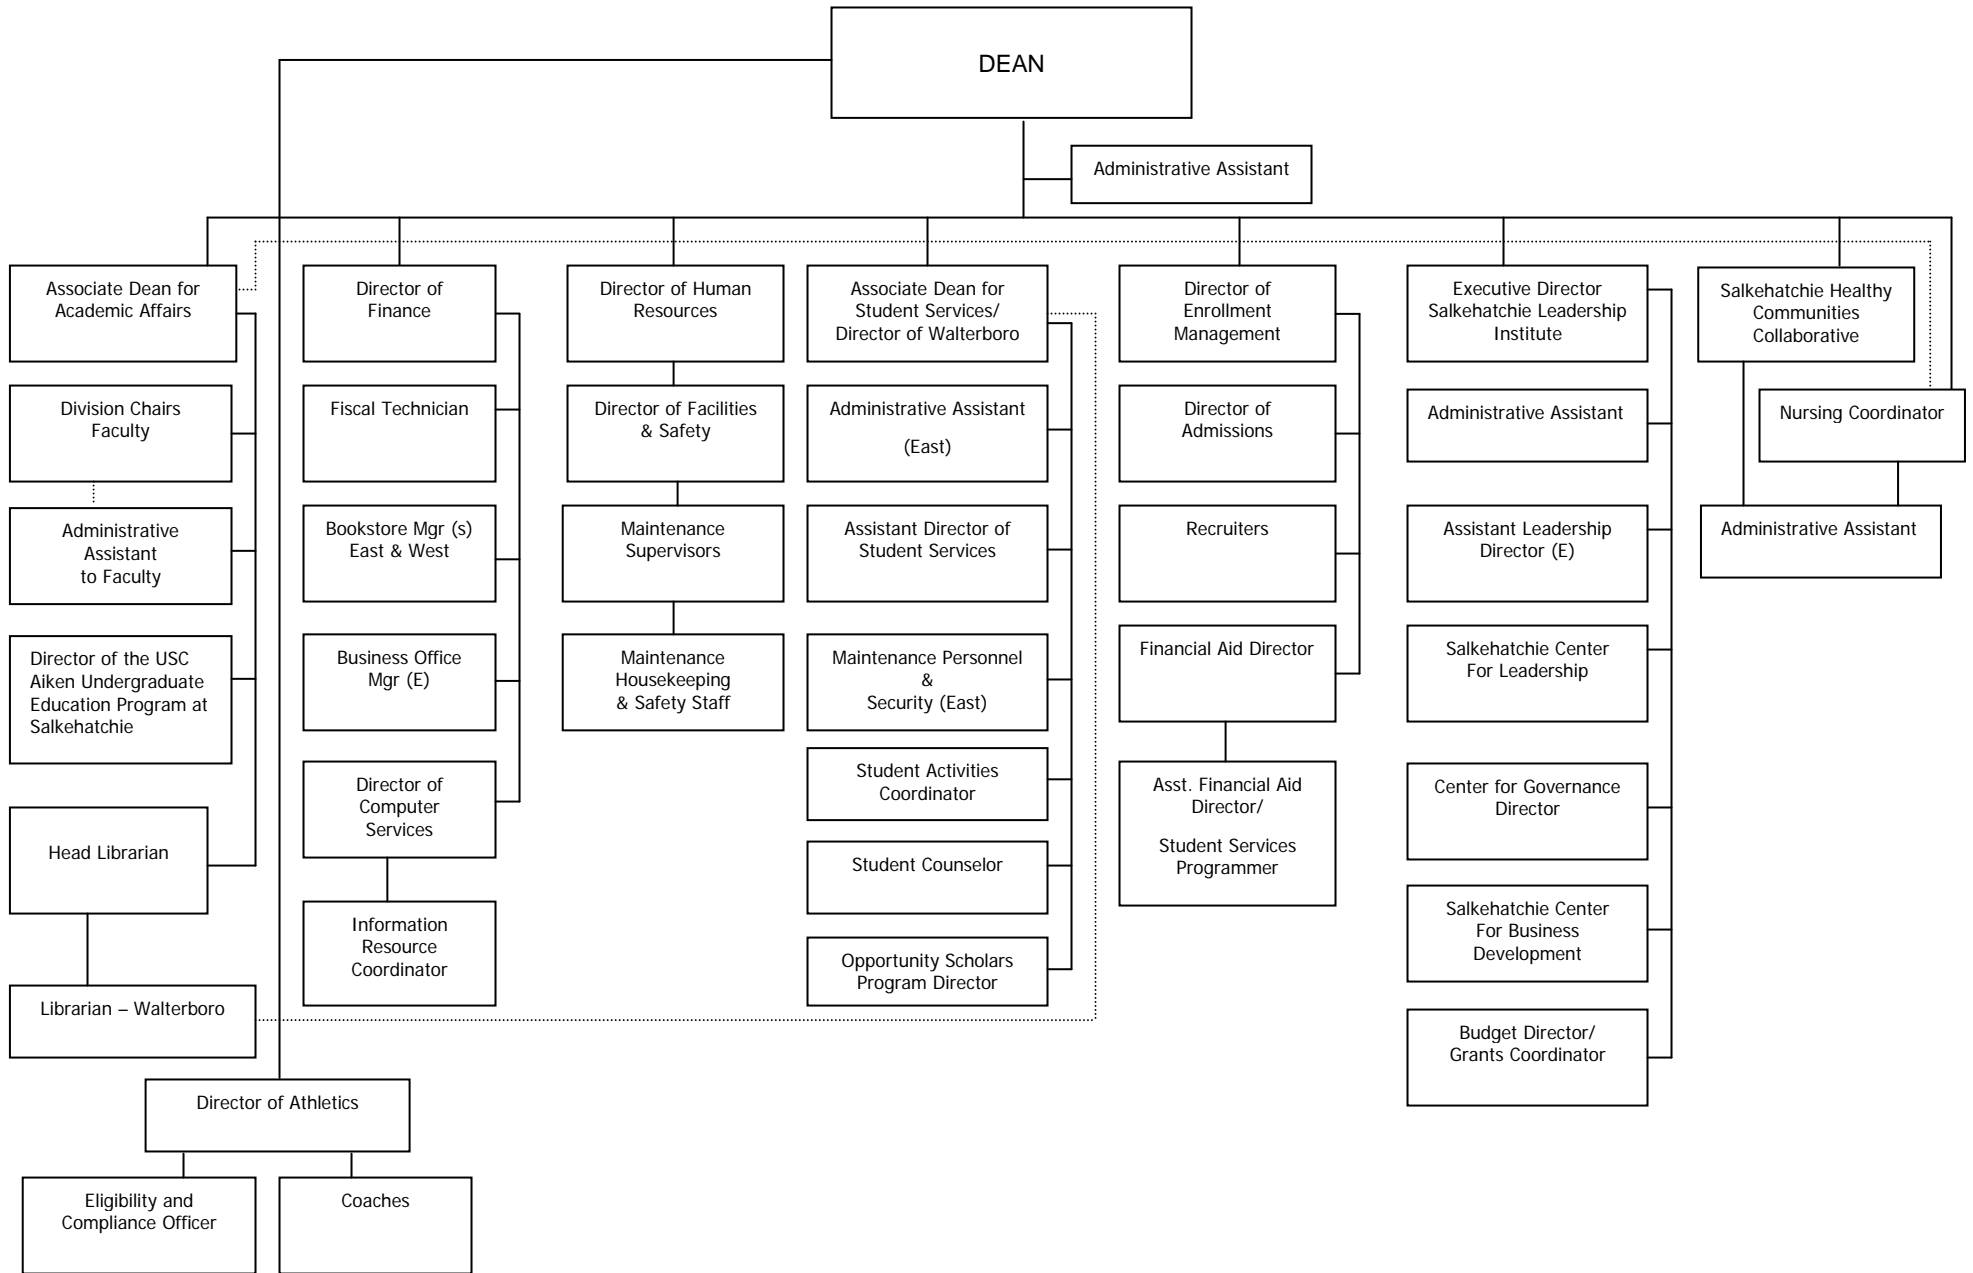 DEAN
Administrative Assistant
Associate Dean for
Academic Affairs
Director of
Finance
Director of Human
Resources
Associate Dean for
Student Services/
Director of Walterboro
Director of
Enrollment
Management
Executive Director
Salkehatchie Leadership
Institute
Salkehatchie Healthy
Communities
Collaborative
Division Chairs
Faculty
Fiscal Technician
Director of Facilities
& Safety
Administrative Assistant
(East)
Director of
Admissions
Administrative Assistant
Nursing Coordinator
Administrative
Assistant
to Faculty
Bookstore Mgr (s)
East & West
Maintenance
Supervisors
Assistant Director of
Student Services
Recruiters
Assistant Leadership
Director (E)
Administrative Assistant
Director of the USC
Aiken Undergraduate
Education Program at
Salkehatchie
Business Office
Mgr (E)
Maintenance
Housekeeping
& Safety Staff
Maintenance Personnel
&
Security (East)
Financial Aid Director
Salkehatchie Center
For Leadership
Head Librarian
Director of
Computer
Services
Student Activities
Coordinator
Asst. Financial Aid
Director/
Student Services
Programmer
Center for Governance
Director
Student Counselor
Information
Resource
Coordinator
Salkehatchie Center
For Business
Development
Opportunity Scholars
Program Director
Librarian – Walterboro
Budget Director/
Grants Coordinator
Director of Athletics
Eligibility and
Compliance Officer
Coaches